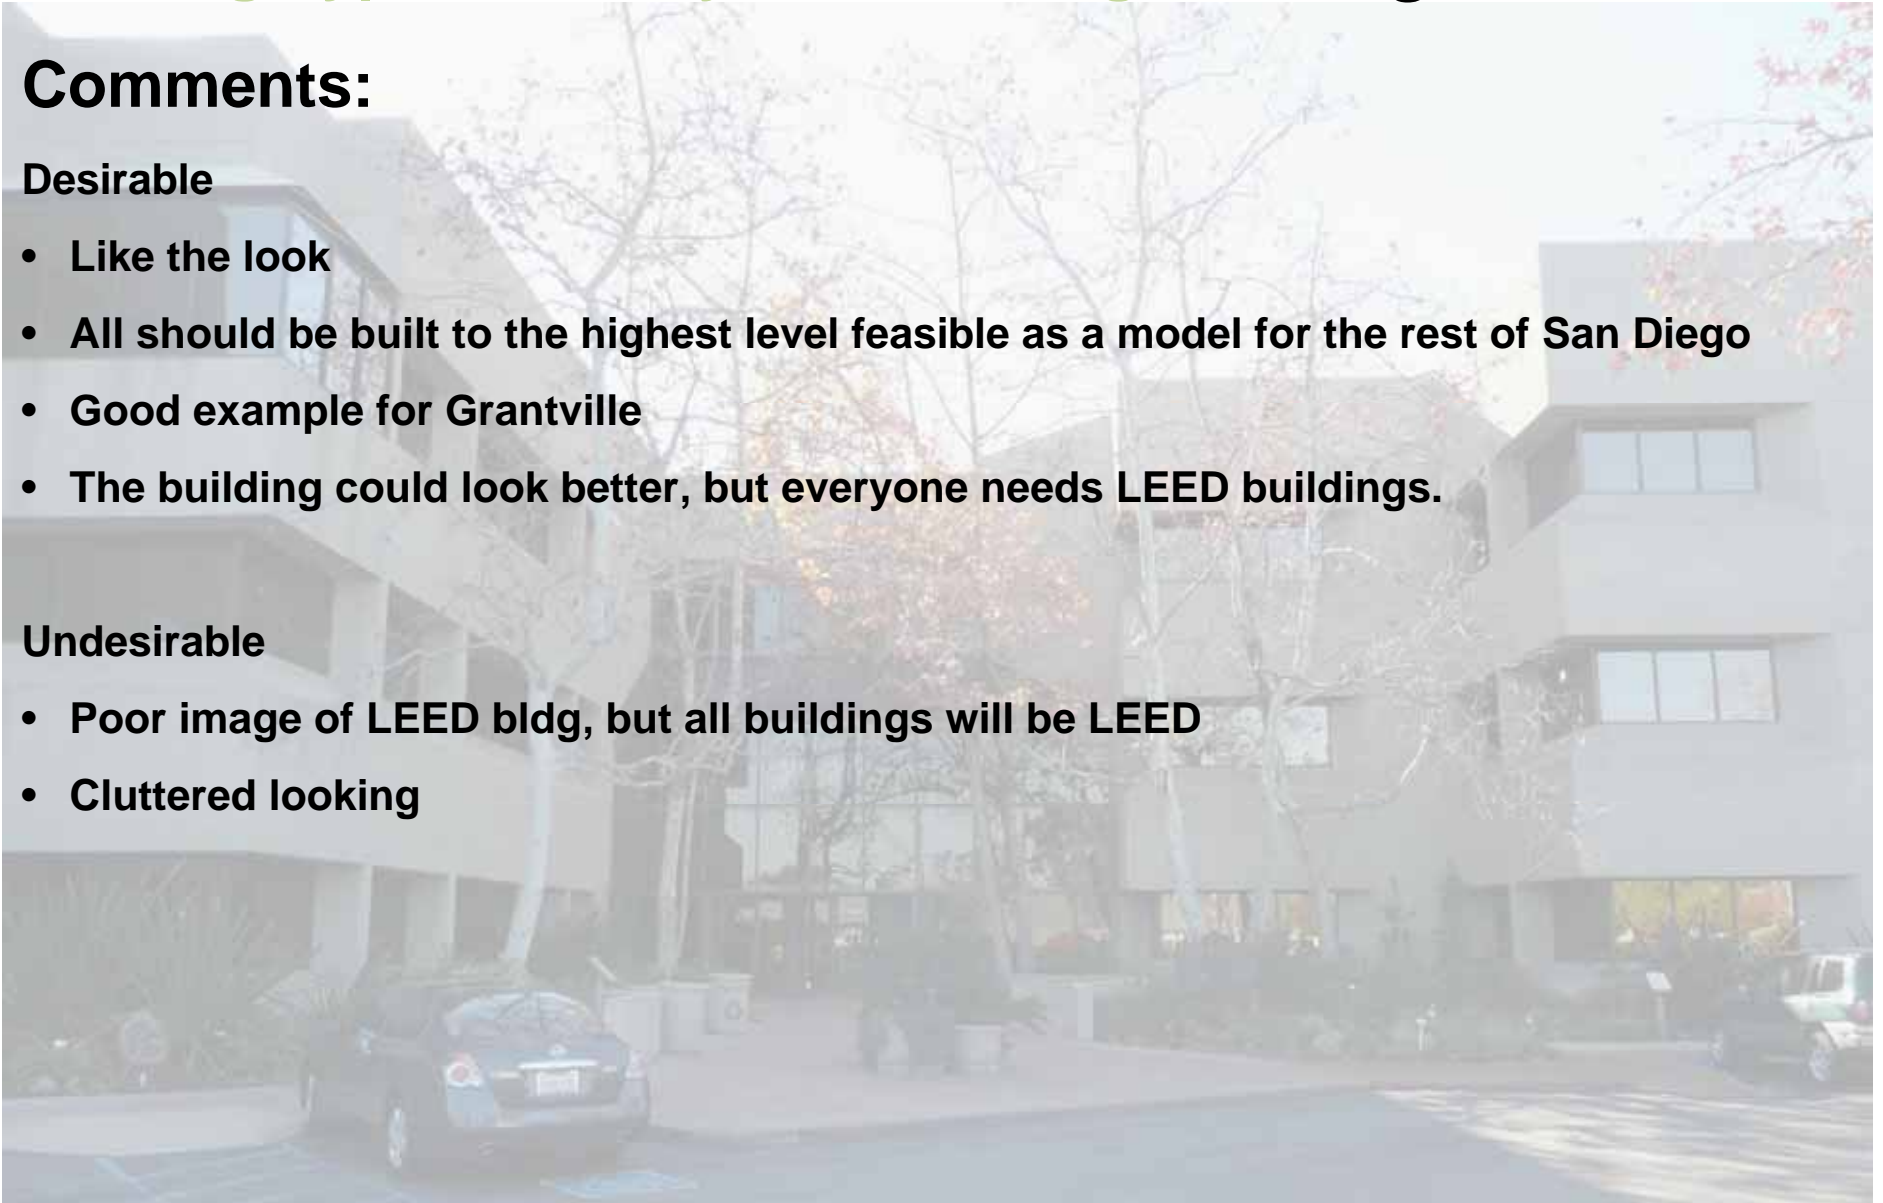 Comments:
Desirable
• Like the look
• All should be built to the highest level feasible as a model for the rest of San Diego
• Good example for Grantville
• The building could look better, but everyone needs LEED buildings.
Undesirable
• Poor image of LEED bldg, but all buildings will be LEED
• Cluttered looking